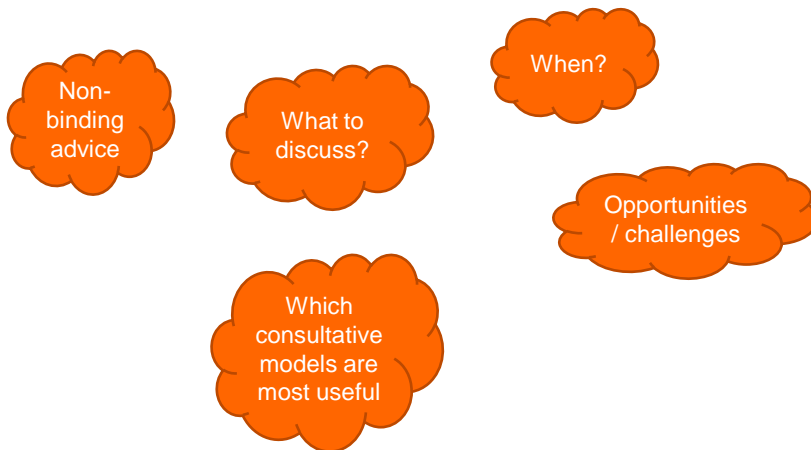 Non-
binding
advice
What to
discuss?
When?
Opportunities
/ challenges
Which
consultative
models are
most useful